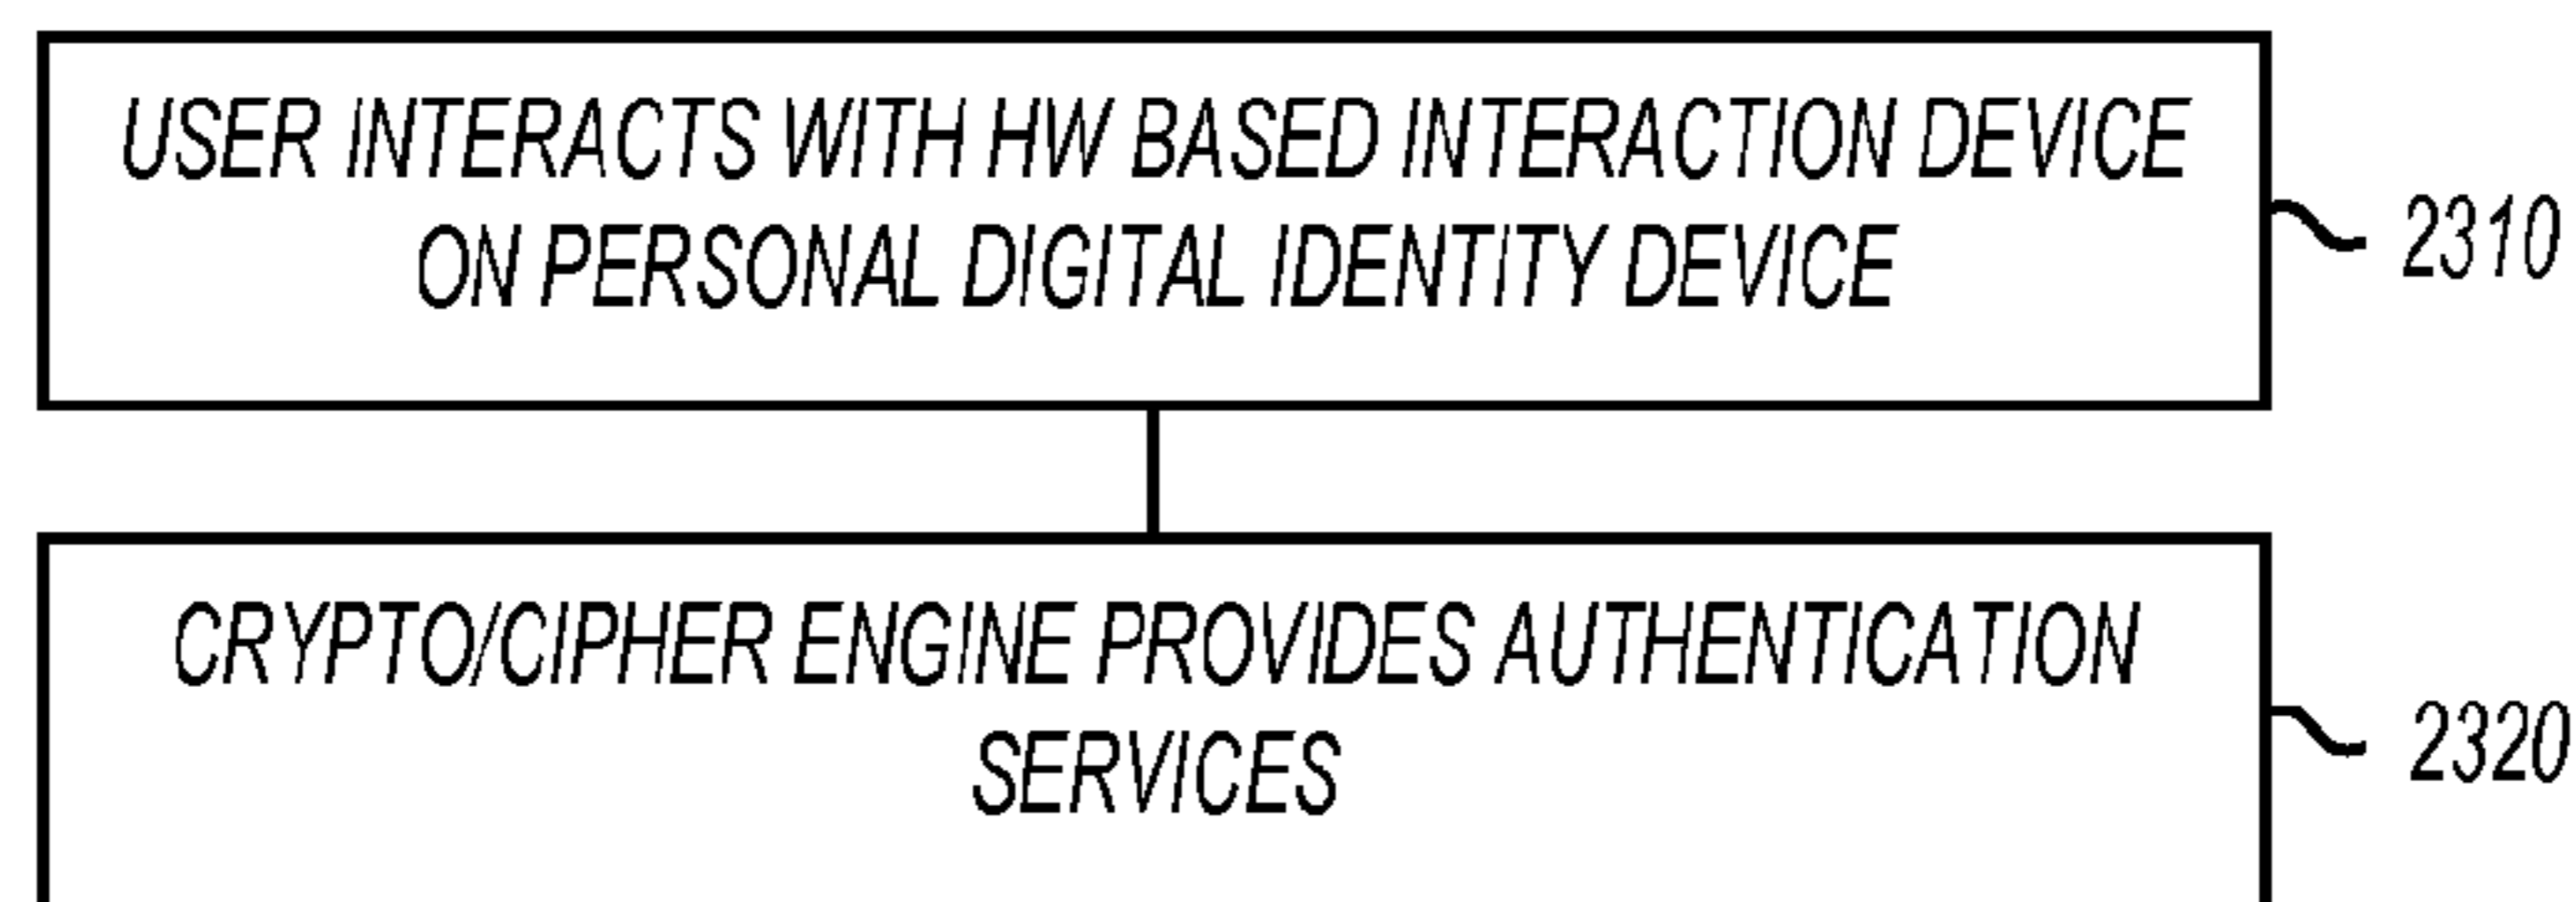 USER INTERACTS WITH HW BASED INTERACTION DEVICE
ON PERSONAL DIGITAL IDENTITY DEVICE
2310
CRYPTO/CIPHER ENGINE PROVIDES AUTHENTICATION
SERVICES
2320